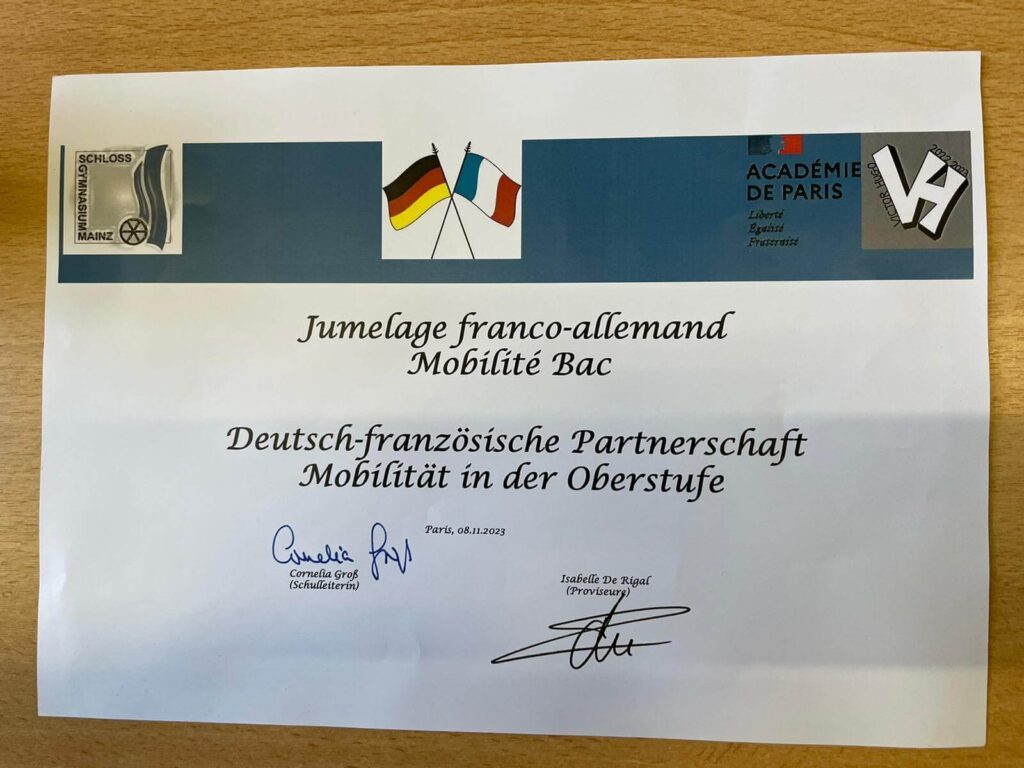 SCHLOSS
GYMNASIUM
MAINZ
ACADÉMIE
DE PARIS
Liberté
Égalité
Fraternité
VICTOR HUGO
VH
2022-2023
Jumelage franco-allemand
Mobilité Bac
Deutsch-französische Partnerschaft
Mobilität in der Oberstufe
Paris, 08.11.2023
Cornelia Groß
Cornelia Groß
(Schulleiterin)
Isabelle De Rigal
(Proviseure)